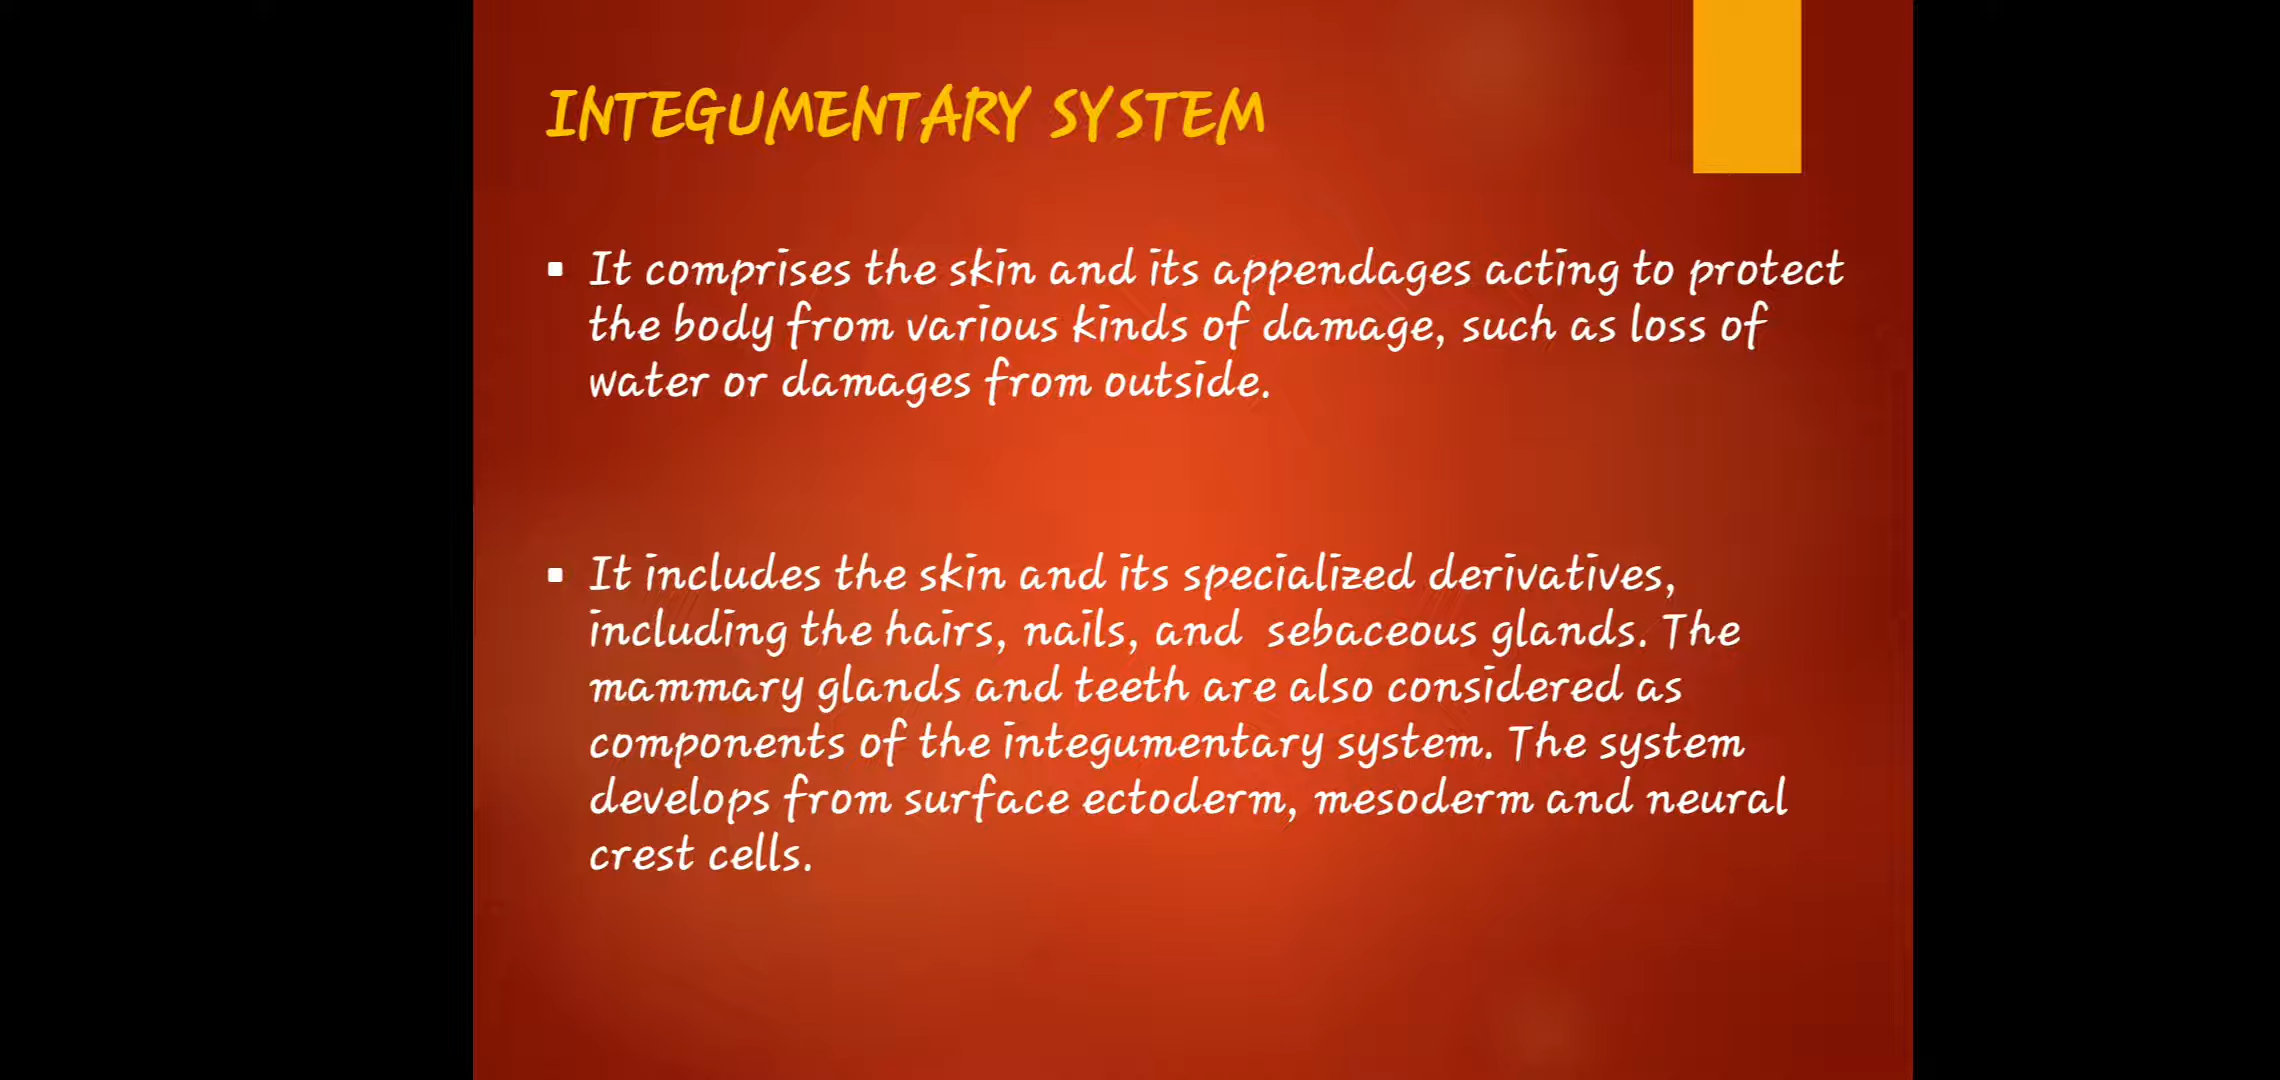 INTEGUMENTARY SYSTEM
▪ It comprises the skin and its appendages acting to protect
the body from various kinds of damage, such as loss of
water or damages from outside.
▪ It includes the skin and its specialized derivatives,
including the hairs, nails, and  sebaceous glands. The
mammary glands and teeth are also considered as
components of the integumentary system. The system
develops from surface ectoderm, mesoderm and neural
crest cells.